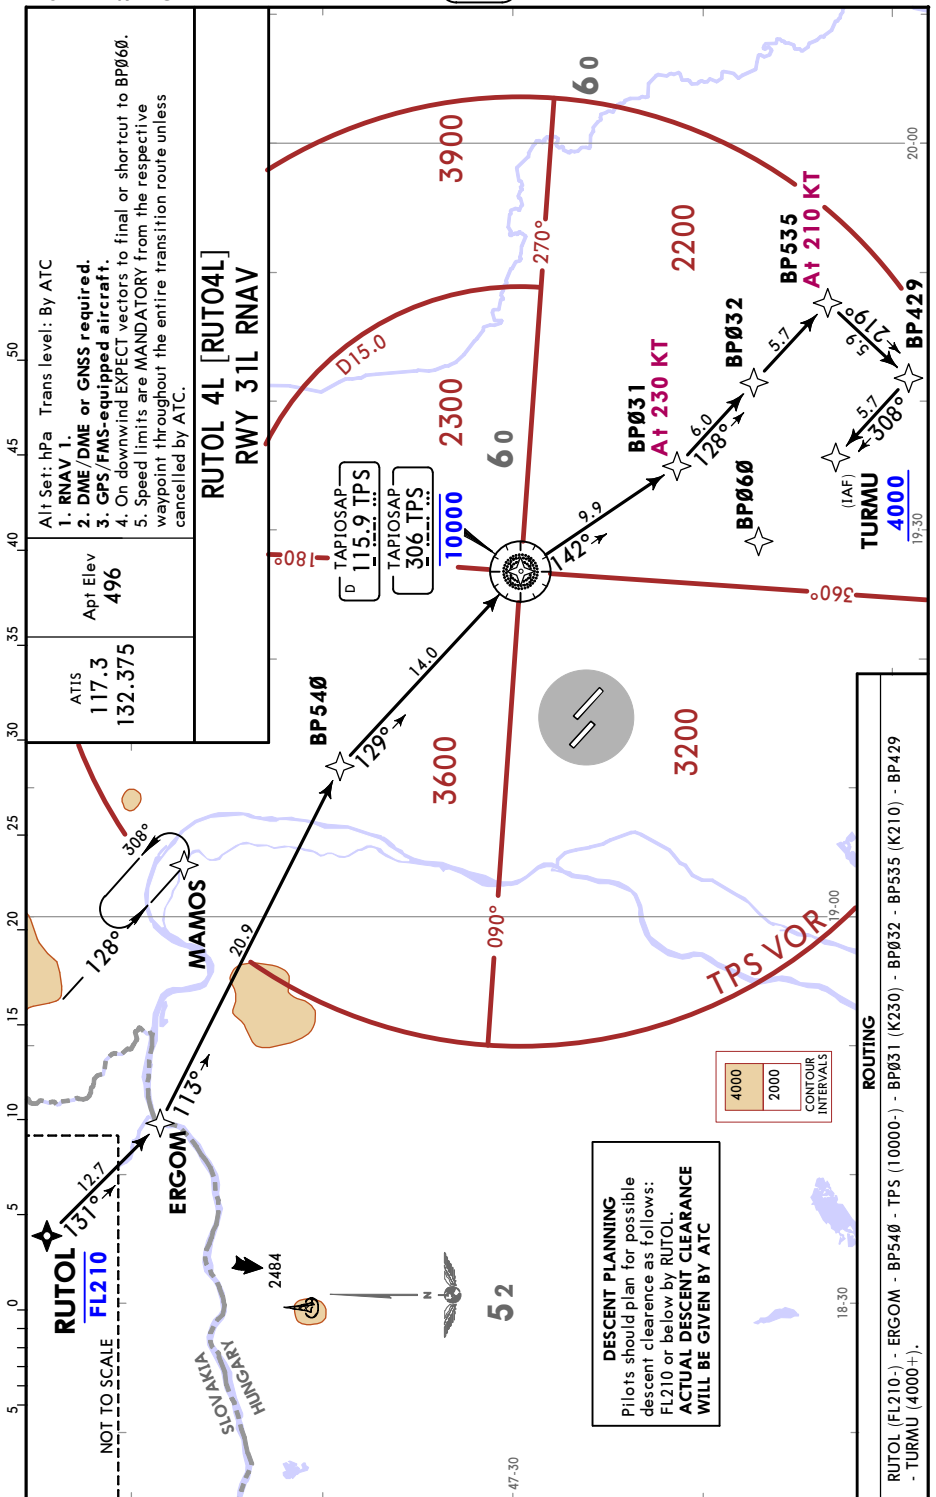 ATIS
117.3
132.375
Apt Elev
496
Alt Set: hPa Trans level: By ATC
1. RNAV 1.
2. DME/DME or GNSS required.
3. GPS/FMS-equipped aircraft.
4. On downwind EXPECT vectors to final or shortcut to BPØ6Ø.
5. Speed limits are MANDATORY from the respective
waypoint throughout the entire transition route unless
cancelled by ATC.
RUTOL 4L [RUTO4L]
RWY 31L RNAV
5
0
5
10
15
20
25
30
35
40
45
50
NOT TO SCALE
RUTOL
FL210
131°
12.7
ERGOM
113°
20.9
128°
308°
MAMOS
BP54Ø
129°
14.0
D
TAPIOSAP
115.9 TPS
TAPIOSAP
306 TPS
10000
180°
D15.0
270°
360°
090°
2300
3900
2200
3600
3200
60
60
52
142°
9.9
BPØ31
At 230 KT
128°
6.0
BPØ32
5.7
BP535
At 210 KT
219°
5.9
BP429
308°
5.7
BPØ6Ø
(IAF)
TURMU
4000
SLOVAKIA
HUNGARY
2484
N
TPS VOR
47-30
18-30
19-00
19-30
20-00
4000
2000
CONTOUR
INTERVALS
DESCENT PLANNING
Pilots should plan for possible
descent clearence as follows:
FL210 or below by RUTOL.
ACTUAL DESCENT CLEARANCE
WILL BE GIVEN BY ATC
ROUTING
RUTOL (FL210-) - ERGOM - BP54Ø - TPS (10000-) - BPØ31 (K230) - BPØ32 - BP535 (K210) - BP429
- TURMU (4000+).